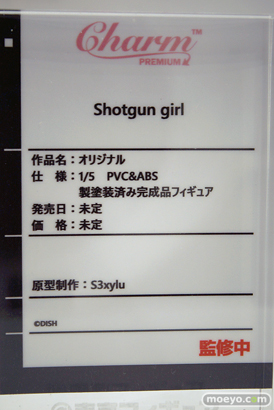 Charm™
PREMIUM
Shotgun girl
作品名：オリジナル
仕　様：1/5　PVC&ABS
製塗装済み完成品フィギュア
発売日：未定
価　格：未定
原型制作：S3xylu
©DISH
監修中
moeyo.com